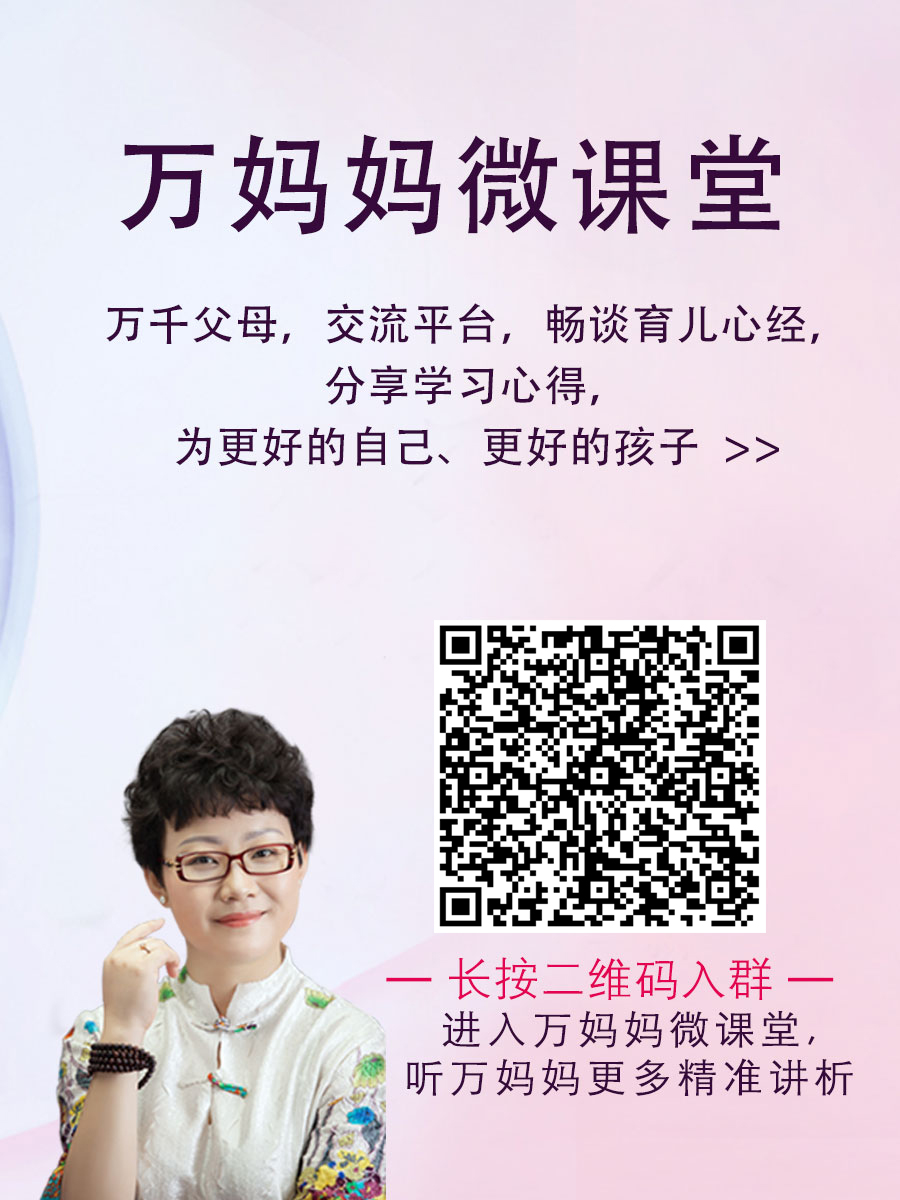 万妈妈微课堂
万千父母，交流平台，畅谈育儿心经，
分享学习心得，
为更好的自己、更好的孩子 >>
一 长按二维码入群 一
进入万妈妈微课堂，
听万妈妈更多精准讲析